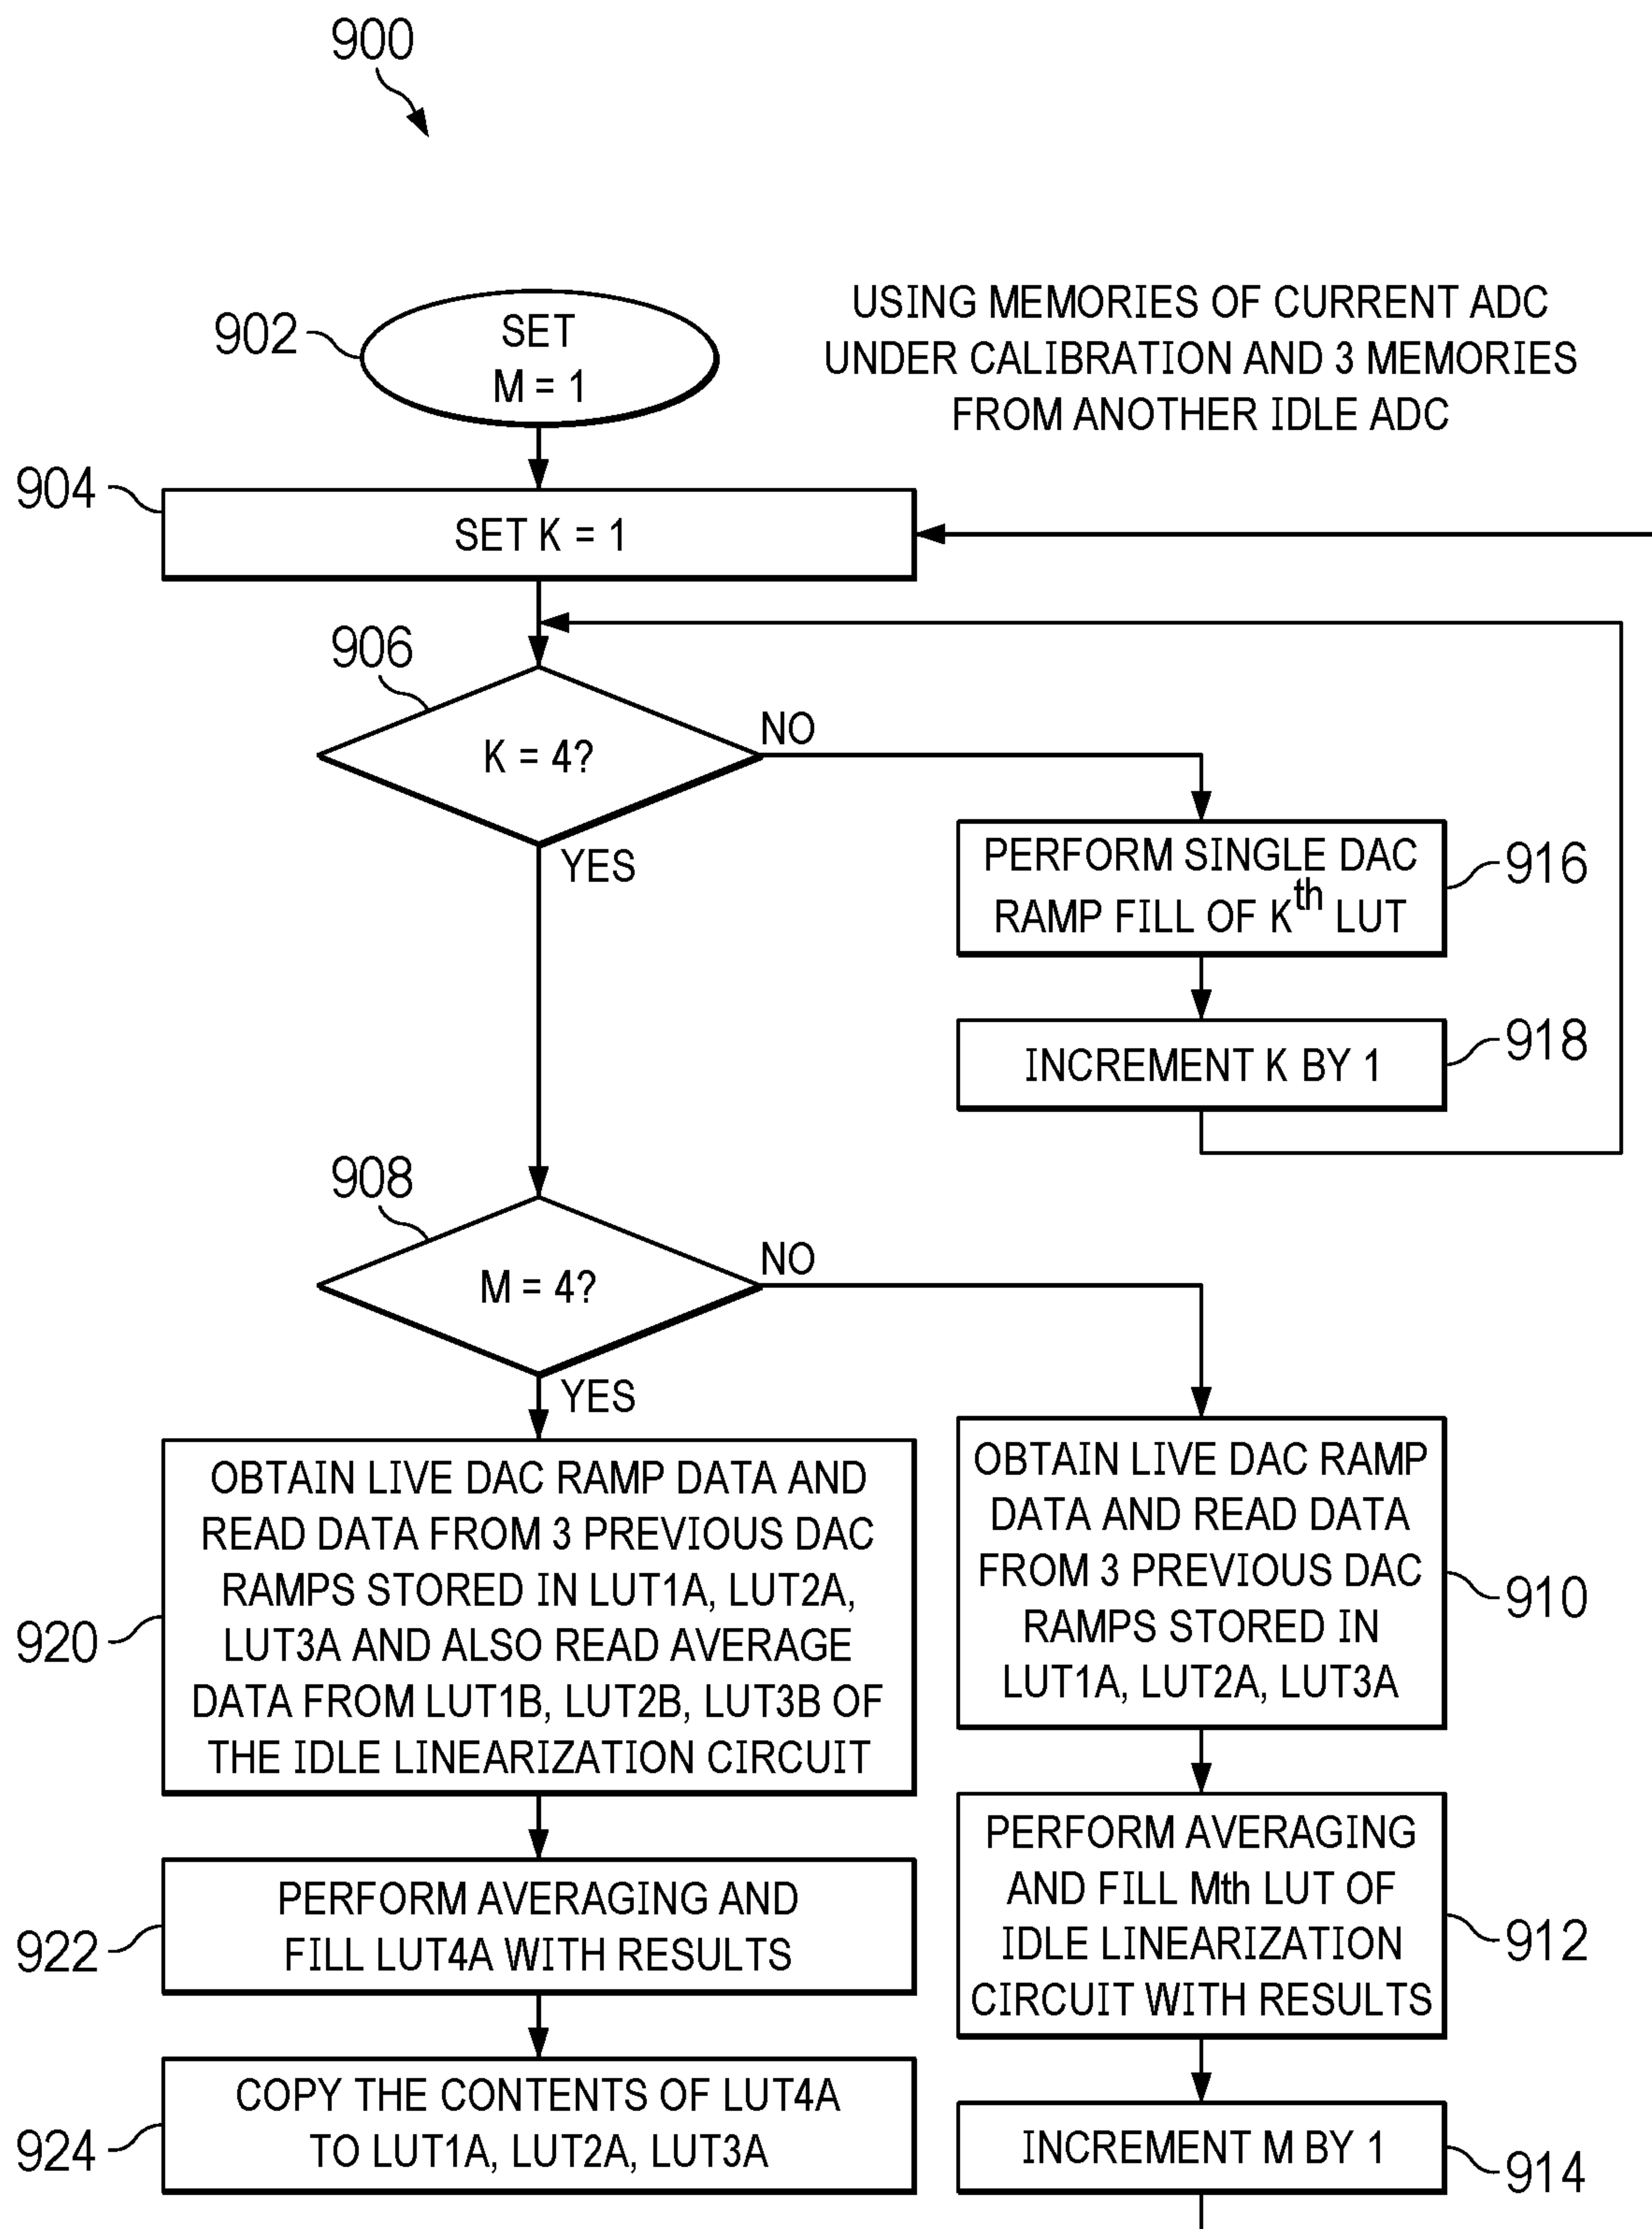 900
902
SET
M = 1
USING MEMORIES OF CURRENT ADC
UNDER CALIBRATION AND 3 MEMORIES
FROM ANOTHER IDLE ADC
904
SET K = 1
906
K = 4?
NO
YES
PERFORM SINGLE DAC
RAMP FILL OF Kth LUT
916
INCREMENT K BY 1
918
908
M = 4?
NO
YES
OBTAIN LIVE DAC RAMP DATA AND
READ DATA FROM 3 PREVIOUS DAC
RAMPS STORED IN LUT1A, LUT2A,
LUT3A AND ALSO READ AVERAGE
DATA FROM LUT1B, LUT2B, LUT3B OF
THE IDLE LINEARIZATION CIRCUIT
920
OBTAIN LIVE DAC RAMP
DATA AND READ DATA
FROM 3 PREVIOUS DAC
RAMPS STORED IN
LUT1A, LUT2A, LUT3A
910
PERFORM AVERAGING AND
FILL LUT4A WITH RESULTS
922
PERFORM AVERAGING
AND FILL Mth LUT OF
IDLE LINEARIZATION
CIRCUIT WITH RESULTS
912
COPY THE CONTENTS OF LUT4A
TO LUT1A, LUT2A, LUT3A
924
INCREMENT M BY 1
914